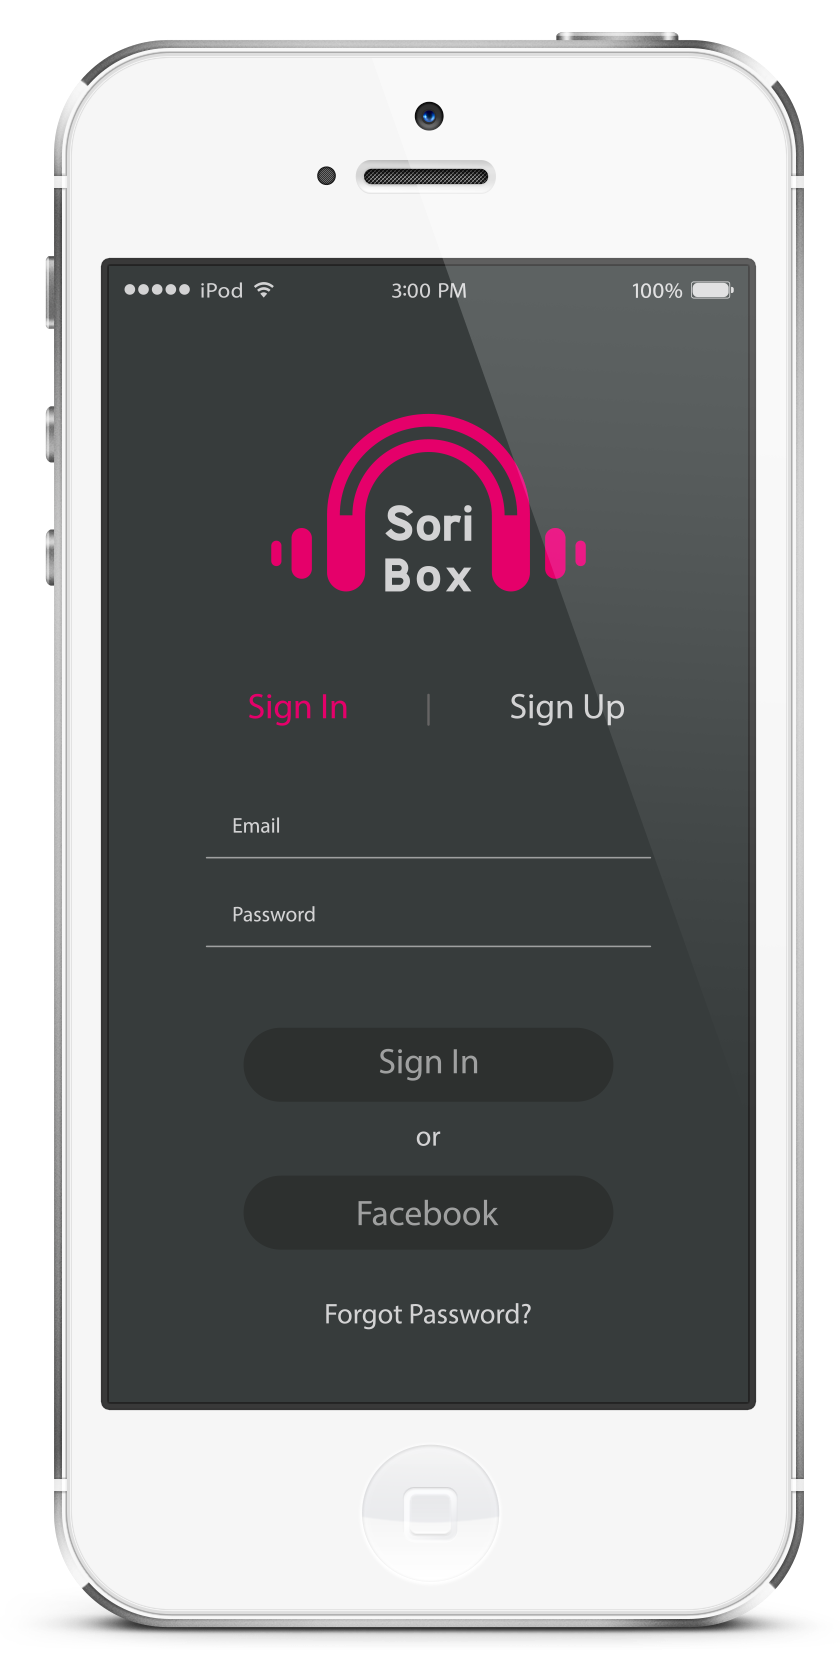 iPod 3:00 PM 100%
Sori
Box
Sign In | Sign Up
Email
Password
Sign In
or
Facebook
Forgot Password?